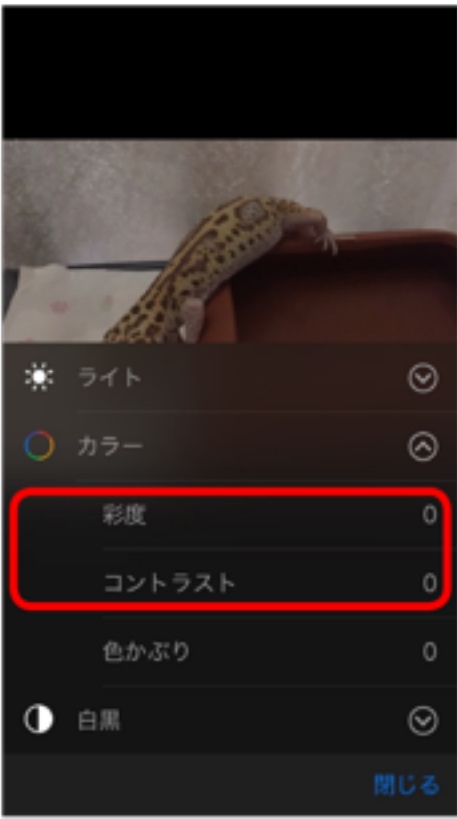 ライト
カラー
彩度 0
コントラスト 0
色かぶり 0
白黒
閉じる